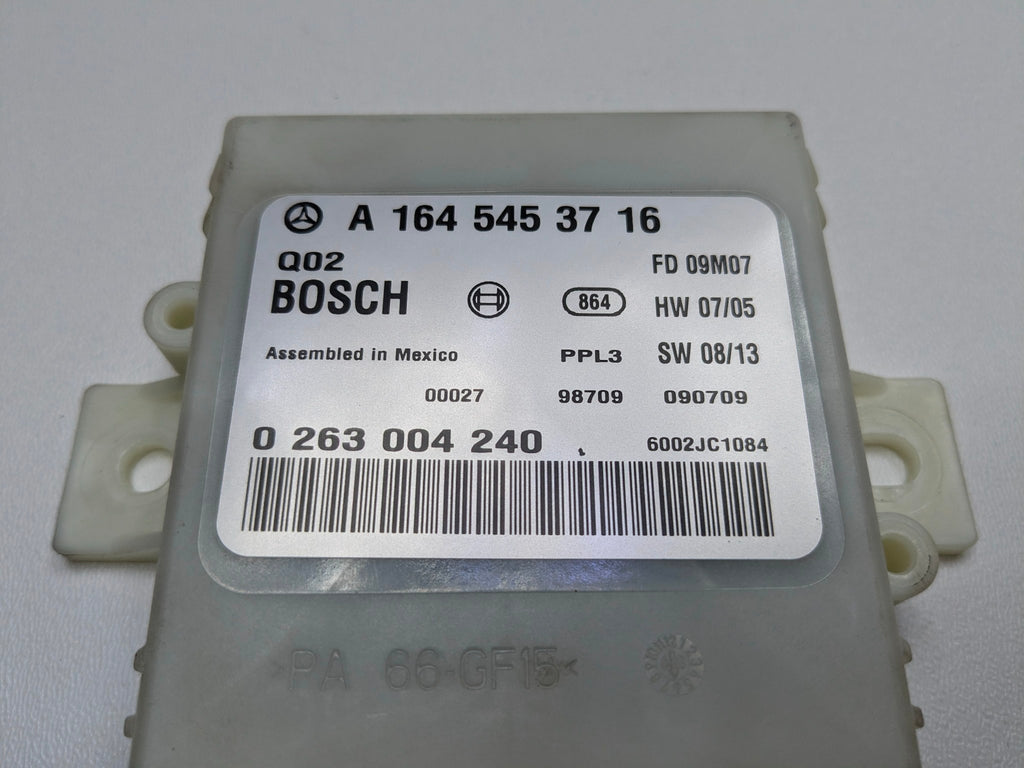 A 164 545 37 16
Q02
FD 09M07
BOSCH
864
HW 07/05
Assembled in Mexico
PPL3
SW 08/13
00027
98709
090709
0 263 004 240
6002JC1084
>PA 66-GF15<